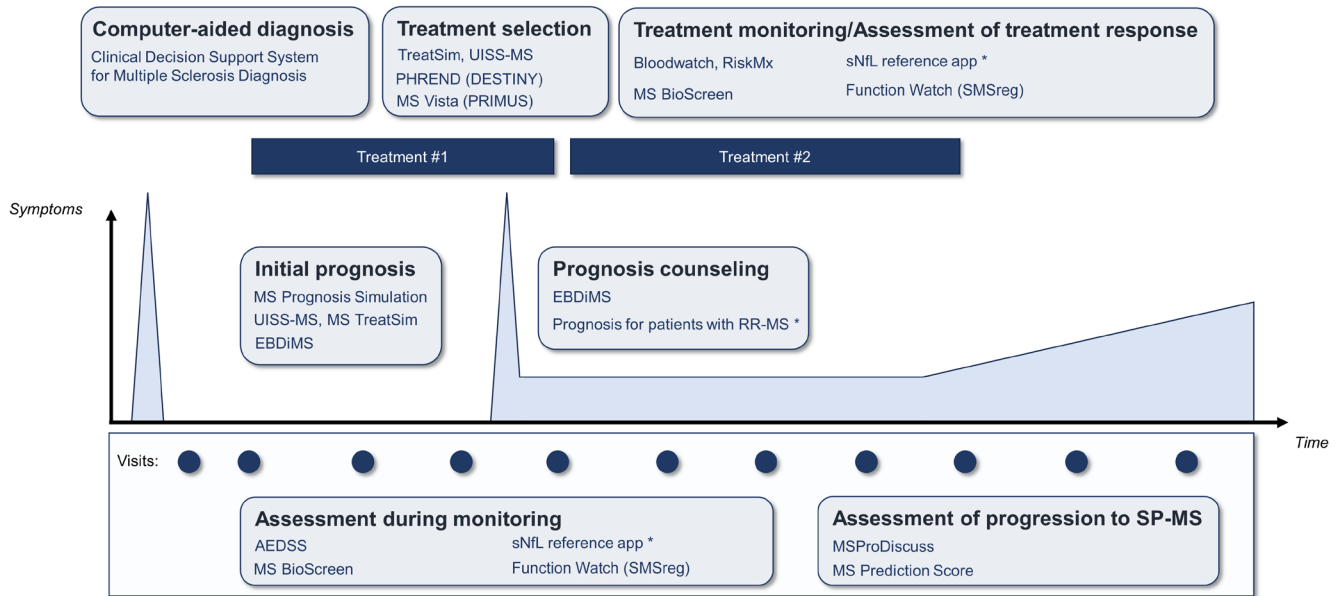 Computer-aided diagnosis
Clinical Decision Support System
for Multiple Sclerosis Diagnosis
Treatment selection
TreatSim, UISS-MS
PHREND (DESTINY)
MS Vista (PRIMUS)
Treatment monitoring/Assessment of treatment response
Bloodwatch, RiskMx
MS BioScreen
sNfL reference app *
Function Watch (SMSreg)
Treatment #1
Treatment #2
Symptoms
Initial prognosis
MS Prognosis Simulation
UISS-MS, MS TreatSim
EBDiMS
Prognosis counseling
EBDiMS
Prognosis for patients with RR-MS *
Time
Visits:
Assessment during monitoring
AEDSS
MS BioScreen
sNfL reference app *
Function Watch (SMSreg)
Assessment of progression to SP-MS
MSProDiscuss
MS Prediction Score